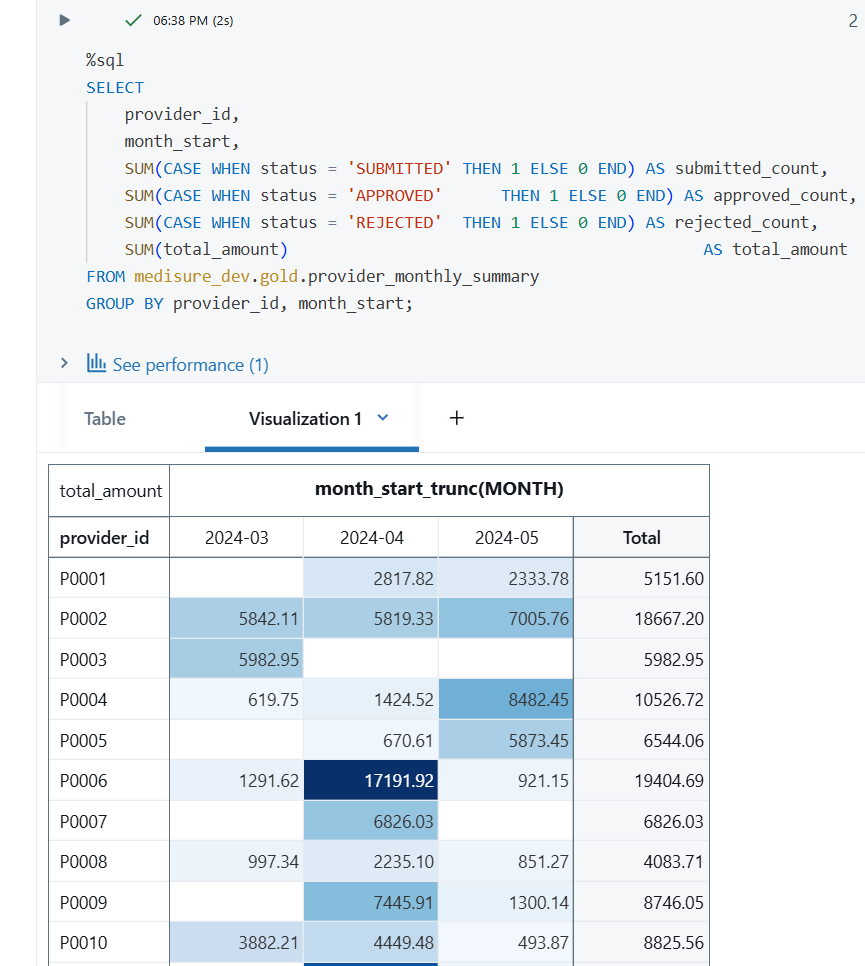 06:38 PM (2s) 2
%sql
SELECT
provider_id,
month_start,
SUM(CASE WHEN status = 'SUBMITTED' THEN 1 ELSE 0 END) AS submitted_count,
SUM(CASE WHEN status = 'APPROVED' THEN 1 ELSE 0 END) AS approved_count,
SUM(CASE WHEN status = 'REJECTED' THEN 1 ELSE 0 END) AS rejected_count,
SUM(total_amount) AS total_amount
FROM medisure_dev.gold.provider_monthly_summary
GROUP BY provider_id, month_start;
See performance (1)
Table Visualization 1 +
total_amount month_start_trunc(MONTH)
provider_id 2024-03 2024-04 2024-05 Total
P0001 2817.82 2333.78 5151.60
P0002 5842.11 5819.33 7005.76 18667.20
P0003 5982.95 5982.95
P0004 619.75 1424.52 8482.45 10526.72
P0005 670.61 5873.45 6544.06
P0006 1291.62 17191.92 921.15 19404.69
P0007 6826.03 6826.03
P0008 997.34 2235.10 851.27 4083.71
P0009 7445.91 1300.14 8746.05
P0010 3882.21 4449.48 493.87 8825.56